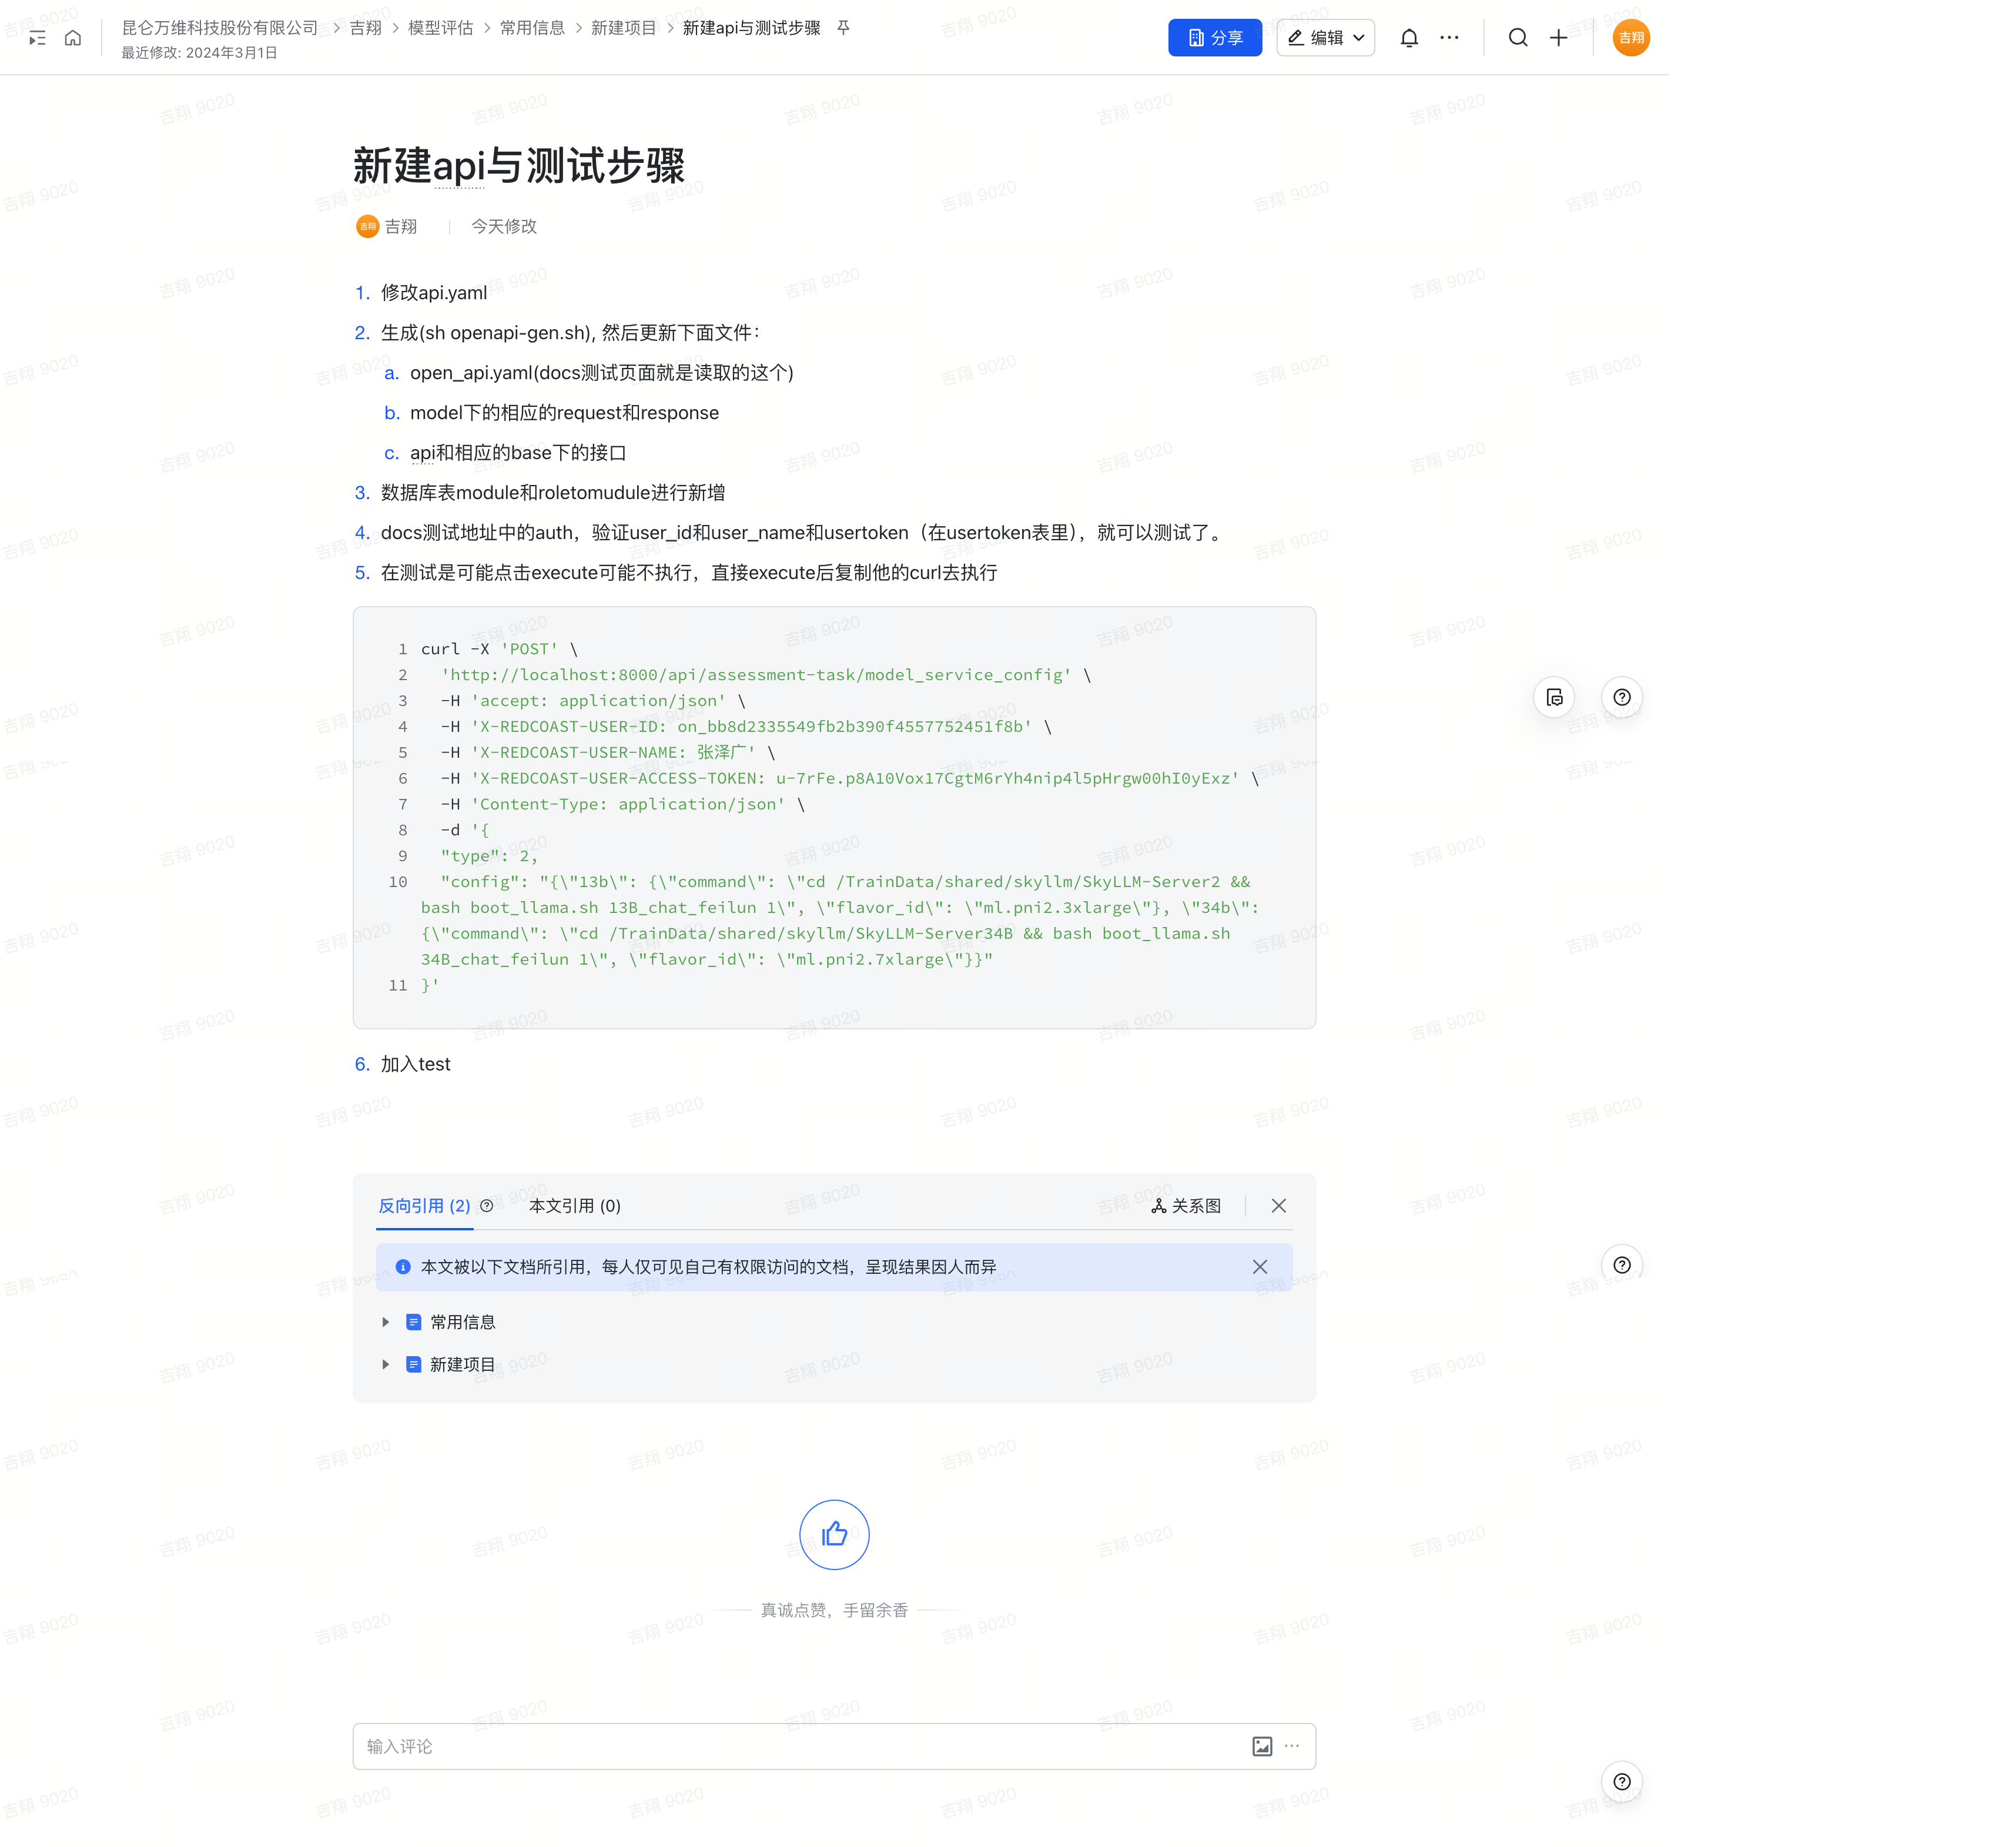 昆仑万维科技股份有限公司 > 吉翔 > 模型评估 > 常用信息 > 新建项目 > 新建api与测试步骤
最近修改: 2024年3月1日
分享
编辑
吉翔
新建api与测试步骤
吉翔 吉翔 | 今天修改
1. 修改api.yaml
2. 生成(sh openapi-gen.sh), 然后更新下面文件：
a. open_api.yaml(docs测试页面就是读取的这个)
b. model下的相应的request和response
c. api和相应的base下的接口
3. 数据库表module和roletomudule进行新增
4. docs测试地址中的auth，验证user_id和user_name和usertoken（在usertoken表里），就可以测试了。
5. 在测试是可能点击execute可能不执行，直接execute后复制他的curl去执行
1 curl -X 'POST' \
2 'http://localhost:8000/api/assessment-task/model_service_config' \
3 -H 'accept: application/json' \
4 -H 'X-REDCOAST-USER-ID: on_bb8d2335549fb2b390f4557752451f8b' \
5 -H 'X-REDCOAST-USER-NAME: 张泽广' \
6 -H 'X-REDCOAST-USER-ACCESS-TOKEN: u-7rFe.p8A10Vox17CgtM6rYh4nip4l5pHrgw00hI0yExz' \
7 -H 'Content-Type: application/json' \
8 -d '{
9 "type": 2,
10 "config": "{\"13b\": {\"command\": \"cd /TrainData/shared/skyllm/SkyLLM-Server2 &&
bash boot_llama.sh 13B_chat_feilun 1\", \"flavor_id\": \"ml.pni2.3xlarge\"}, \"34b\":
{\"command\": \"cd /TrainData/shared/skyllm/SkyLLM-Server34B && bash boot_llama.sh
34B_chat_feilun 1\", \"flavor_id\": \"ml.pni2.7xlarge\"}}"
11 }'
6. 加入test
反向引用 (2) 本文引用 (0) 关系图
本文被以下文档所引用，每人仅可见自己有权限访问的文档，呈现结果因人而异
常用信息
新建项目
真诚点赞，手留余香
输入评论
吉翔 9020